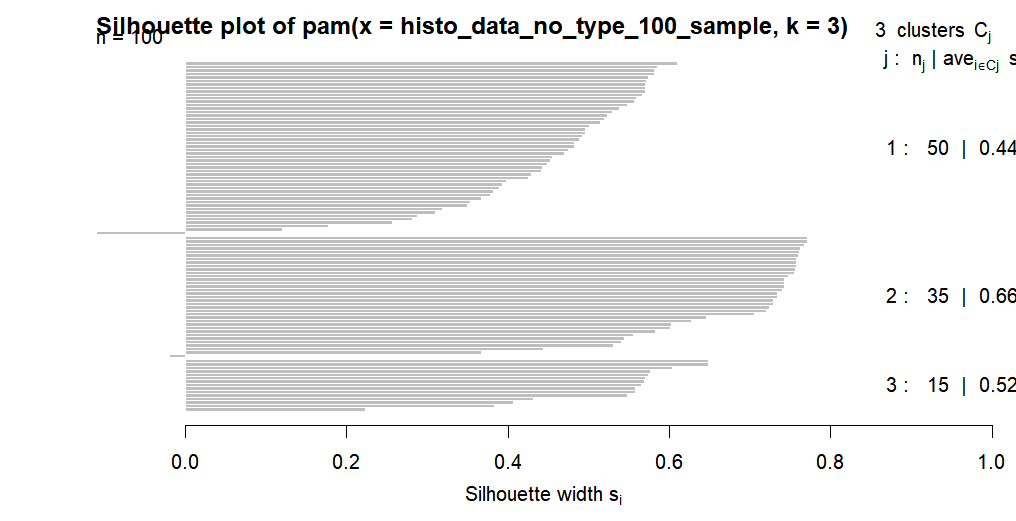 Silhouette plot of pam(x = histo_data_no_type_100_sample, k = 3)
n = 100
3 clusters Cj
j : nj | avei∈Cj s
1 : 50 | 0.44
2 : 35 | 0.66
3 : 15 | 0.52
0.0 0.2 0.4 0.6 0.8 1.0
Silhouette width si